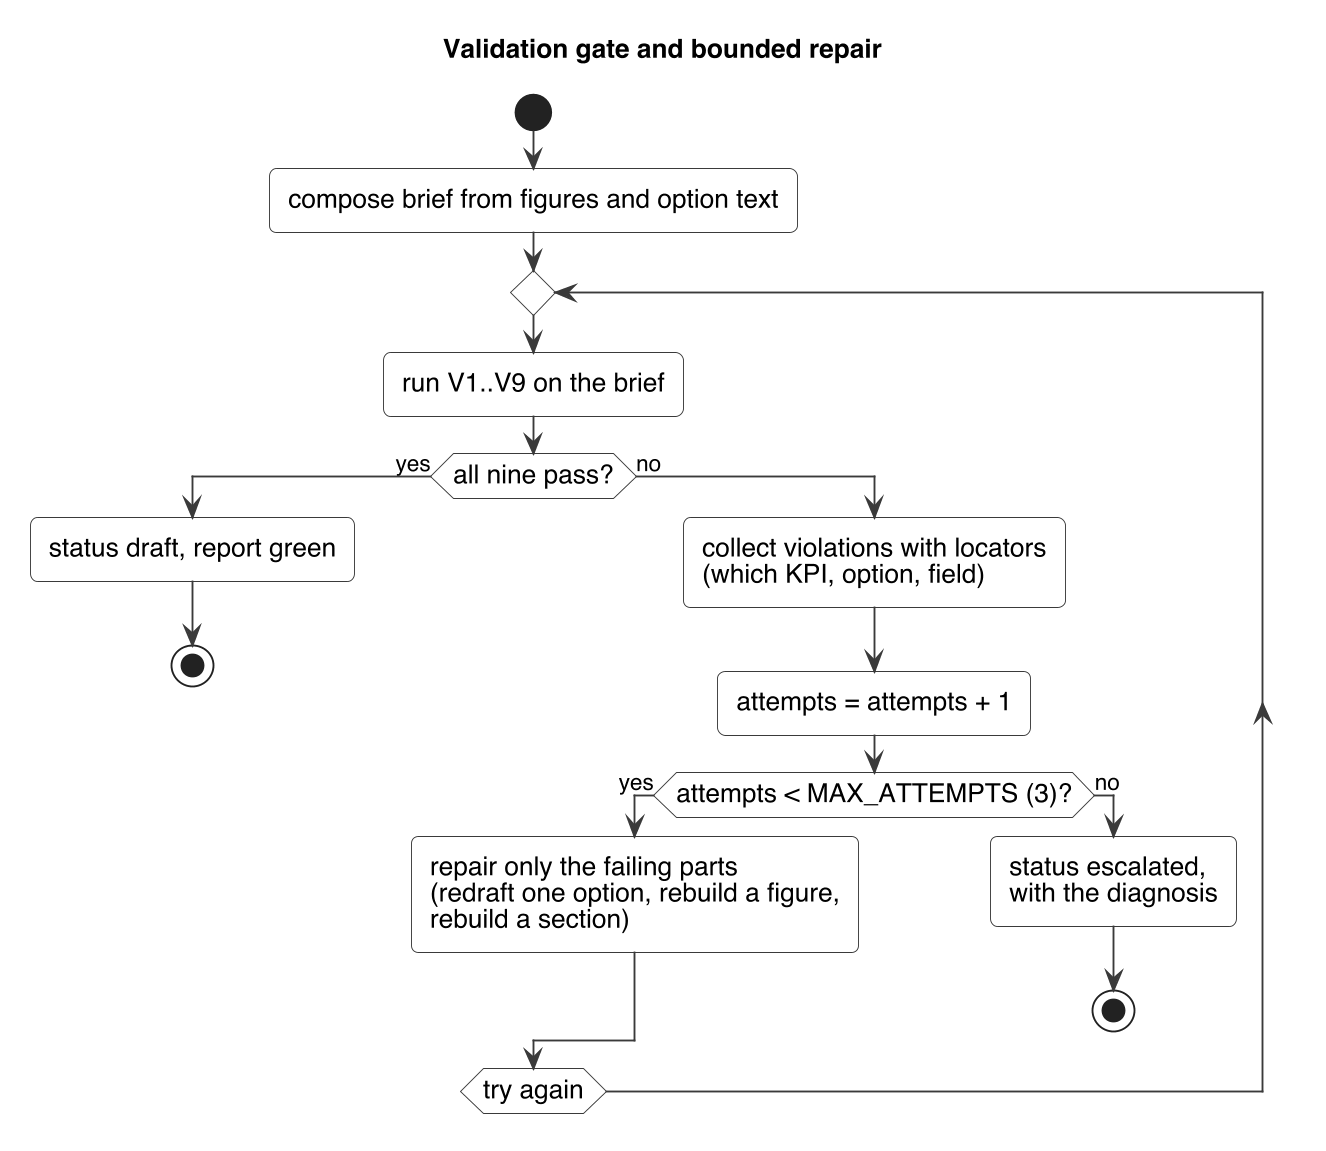 Validation gate and bounded repair
compose brief from figures and option text
run V1..V9 on the brief
yes
all nine pass?
no
status draft, report green
collect violations with locators
(which KPI, option, field)
attempts = attempts + 1
yes
attempts < MAX_ATTEMPTS (3)?
no
repair only the failing parts
(redraft one option, rebuild a figure,
rebuild a section)
status escalated,
with the diagnosis
try again